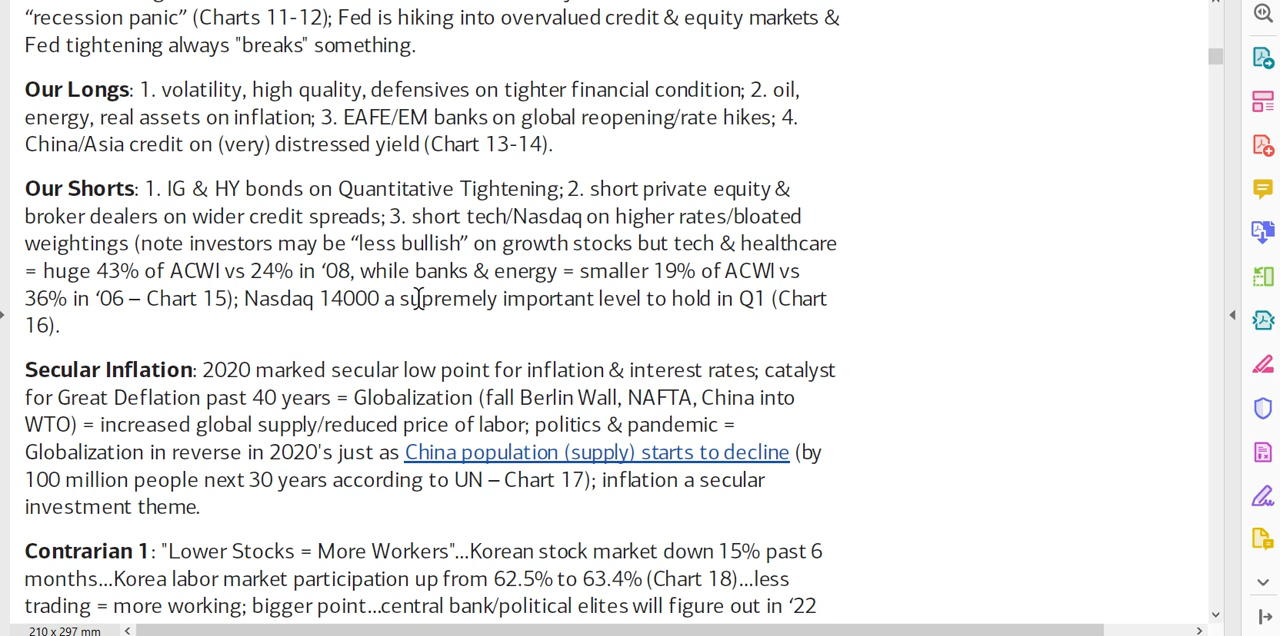 “recession panic” (Charts 11-12); Fed is hiking into overvalued credit & equity markets &
Fed tightening always "breaks" something.
Our Longs: 1. volatility, high quality, defensives on tighter financial condition; 2. oil,
energy, real assets on inflation; 3. EAFE/EM banks on global reopening/rate hikes; 4.
China/Asia credit on (very) distressed yield (Chart 13-14).
Our Shorts: 1. IG & HY bonds on Quantitative Tightening; 2. short private equity &
broker dealers on wider credit spreads; 3. short tech/Nasdaq on higher rates/bloated
weightings (note investors may be “less bullish” on growth stocks but tech & healthcare
= huge 43% of ACWI vs 24% in ‘08, while banks & energy = smaller 19% of ACWI vs
36% in ‘06 – Chart 15); Nasdaq 14000 a supremely important level to hold in Q1 (Chart
16).
Secular Inflation: 2020 marked secular low point for inflation & interest rates; catalyst
for Great Deflation past 40 years = Globalization (fall Berlin Wall, NAFTA, China into
WTO) = increased global supply/reduced price of labor; politics & pandemic =
Globalization in reverse in 2020's just as China population (supply) starts to decline (by
100 million people next 30 years according to UN – Chart 17); inflation a secular
investment theme.
Contrarian 1: "Lower Stocks = More Workers"...Korean stock market down 15% past 6
months...Korea labor market participation up from 62.5% to 63.4% (Chart 18)...less
trading = more working; bigger point...central bank/political elites will figure out in ‘22
210 x 297 mm